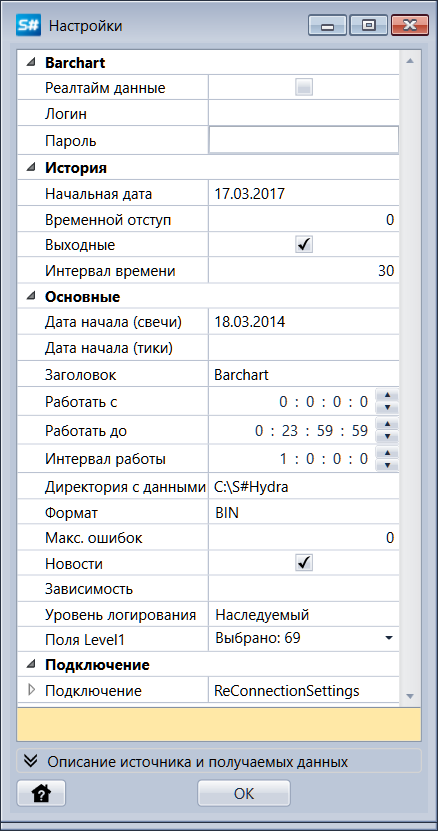 S# Настройки
Barchart
Реалтайм данные
Логин
Пароль
История
Начальная дата 17.03.2017
Временной отступ 0
Выходные
Интервал времени 30
Основные
Дата начала (свечи) 18.03.2014
Дата начала (тики)
Заголовок Barchart
Работать с 0 : 0 : 0 : 0
Работать до 0 : 23 : 59 : 59
Интервал работы 1 : 0 : 0 : 0
Директория с данными C:\S#Hydra
Формат BIN
Макс. ошибок 0
Новости
Зависимость
Уровень логирования Наследуемый
Поля Level1 Выбрано: 69
Подключение
Подключение ReConnectionSettings
Описание источника и получаемых данных
? OK